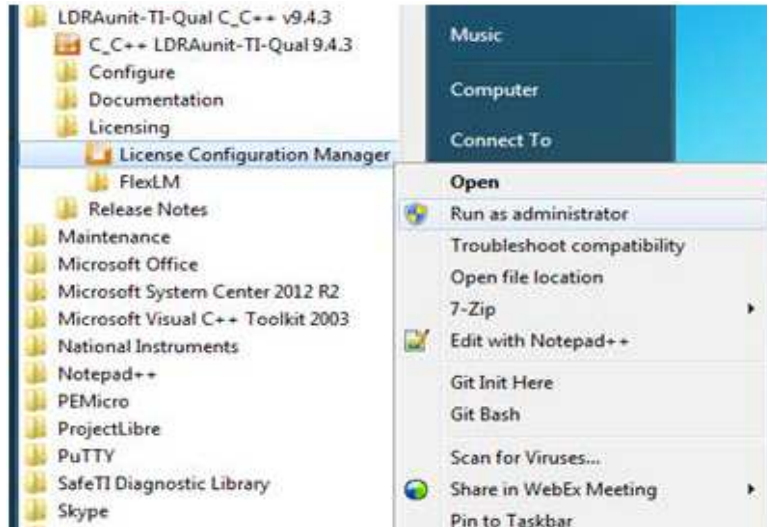 LDRAunit-TI-Qual C_C++ v9.4.3
C_C++ LDRAunit-TI-Qual 9.4.3
Configure
Documentation
Licensing
License Configuration Manager
FlexLM
Release Notes
Maintenance
Microsoft Office
Microsoft System Center 2012 R2
Microsoft Visual C++ Toolkit 2003
National Instruments
Notepad++
PEMicro
ProjectLibre
PuTTY
SafeTI Diagnostic Library
Skype
Music
Computer
Connect To
Open
Run as administrator
Troubleshoot compatibility
Open file location
7-Zip
Edit with Notepad++
Git Init Here
Git Bash
Scan for Viruses...
Share in WebEx Meeting
Pin to Taskbar